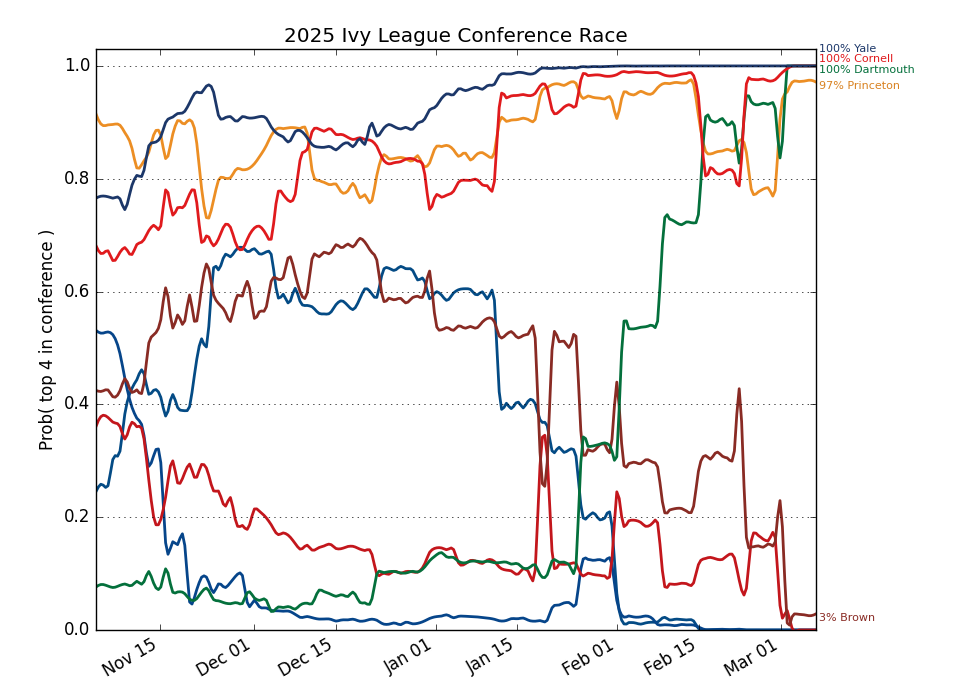 2025 Ivy League Conference Race
100% Yale
100% Cornell
100% Dartmouth
97% Princeton
3% Brown
Prob( top 4 in conference )
1.0
0.8
0.6
0.4
0.2
0.0
Nov 15
Dec 01
Dec 15
Jan 01
Jan 15
Feb 01
Feb 15
Mar 01